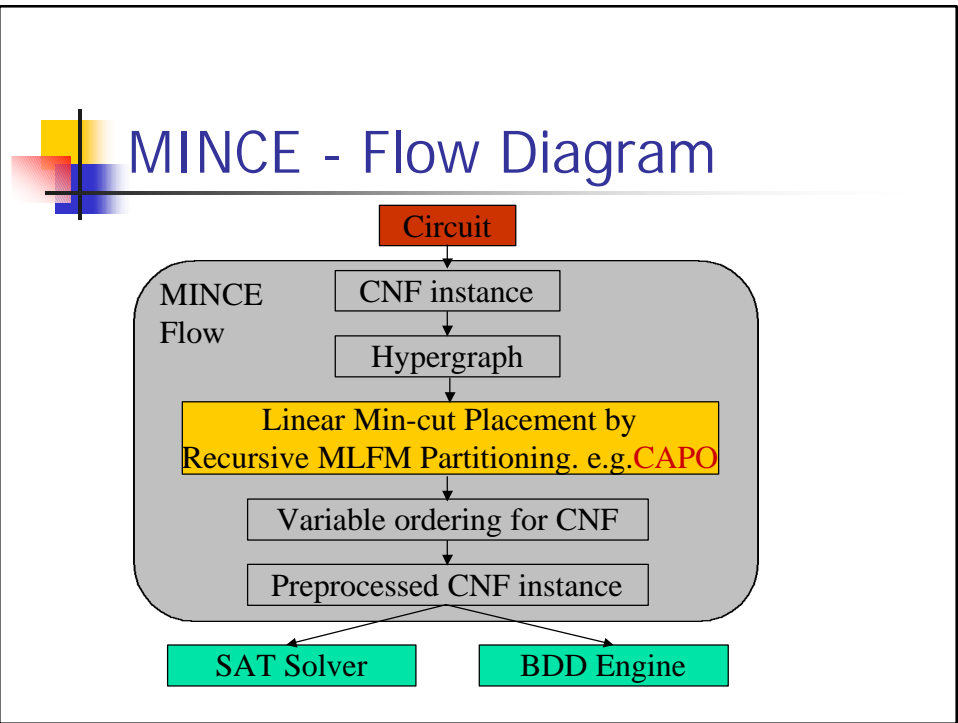 MINCE - Flow Diagram
Circuit
MINCE
Flow
CNF instance
Hypergraph
Linear Min-cut Placement by
Recursive MLFM Partitioning. e.g.CAPO
Variable ordering for CNF
Preprocessed CNF instance
SAT Solver
BDD Engine